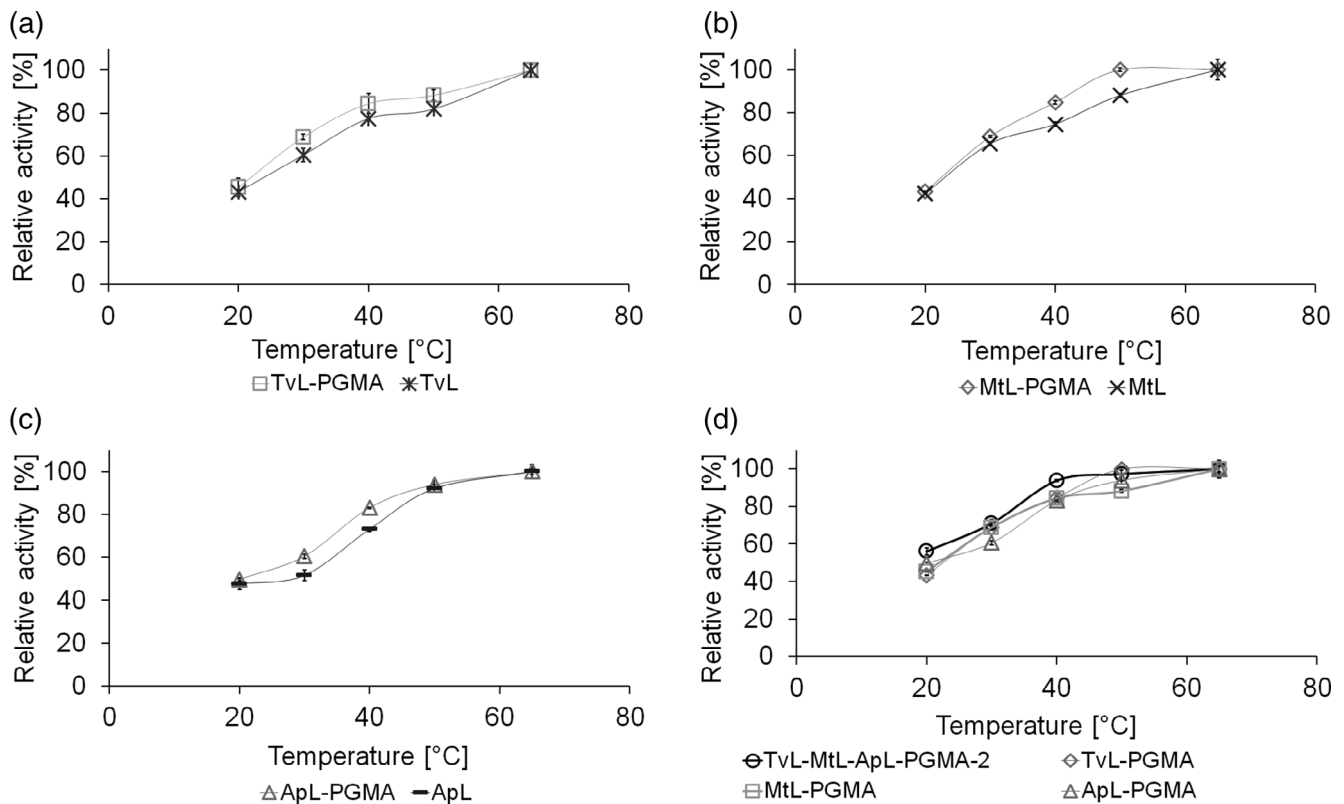 (a)
Relative activity [%]
100
80
60
40
20
0
0 20 40 60 80
Temperature [°C]
TvL-PGMA TvL
(b)
Relative activity [%]
100
80
60
40
20
0
0 20 40 60 80
Temperature [°C]
MtL-PGMA MtL
(c)
Relative activity [%]
100
80
60
40
20
0
0 20 40 60 80
Temperature [°C]
ApL-PGMA ApL
(d)
Relative activity [%]
100
80
60
40
20
0
0 20 40 60 80
Temperature [°C]
TvL-MtL-ApL-PGMA-2 TvL-PGMA
MtL-PGMA ApL-PGMA